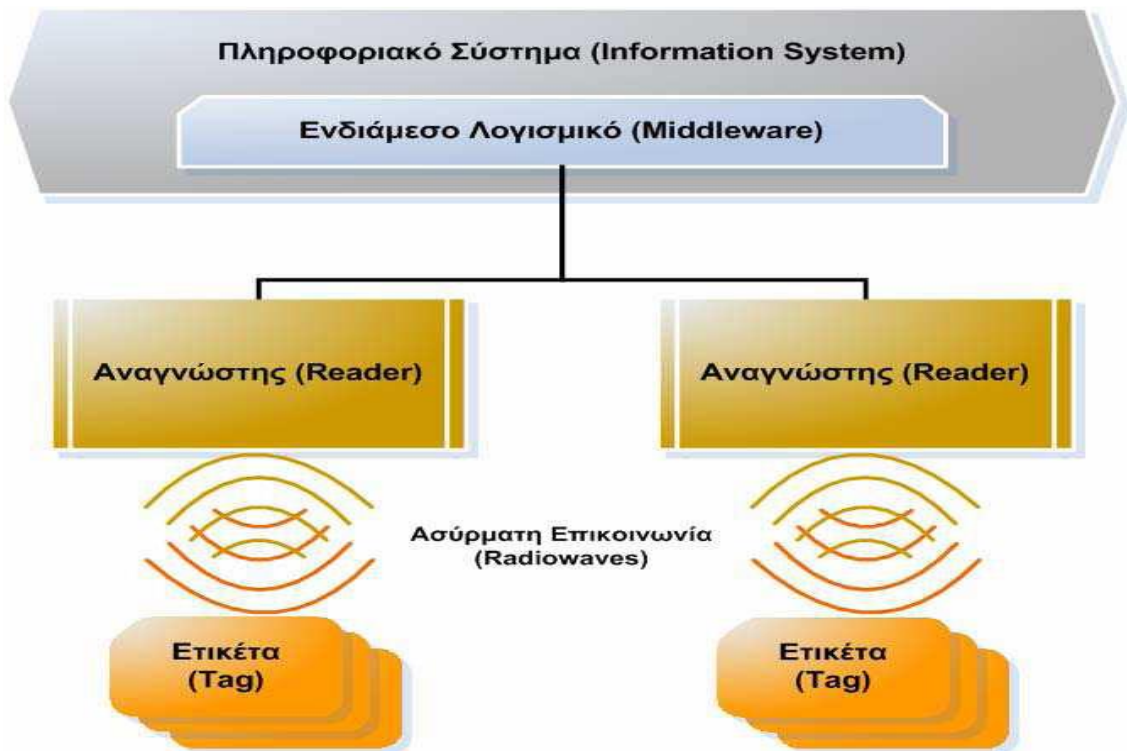 Πληροφοριακό Σύστημα (Information System)
Ενδιάμεσο Λογισμικό (Middleware)
Αναγνώστης (Reader)
Αναγνώστης (Reader)
Ασύρματη Επικοινωνία
(Radiowaves)
Ετικέτα
(Tag)
Ετικέτα
(Tag)